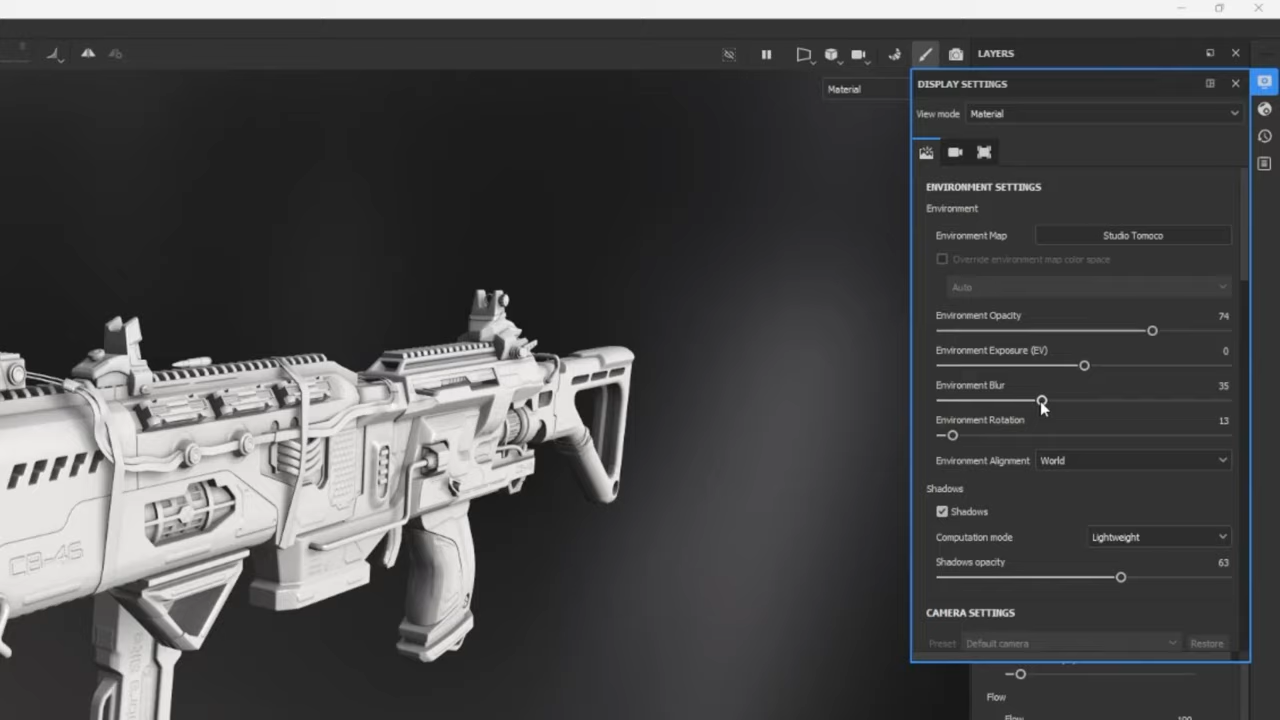 LAYERS
Material
DISPLAY SETTINGS
View mode Material
ENVIRONMENT SETTINGS
Environment
Environment Map Studio Tomoco
Override environment map color space
Auto
Environment Opacity 74
Environment Exposure (EV) 0
Environment Blur 35
Environment Rotation 13
Environment Alignment World
Shadows
Shadows
Computation mode Lightweight
Shadows opacity 63
CAMERA SETTINGS
Preset Default camera Restore
Flow
Flow 100
CB-46